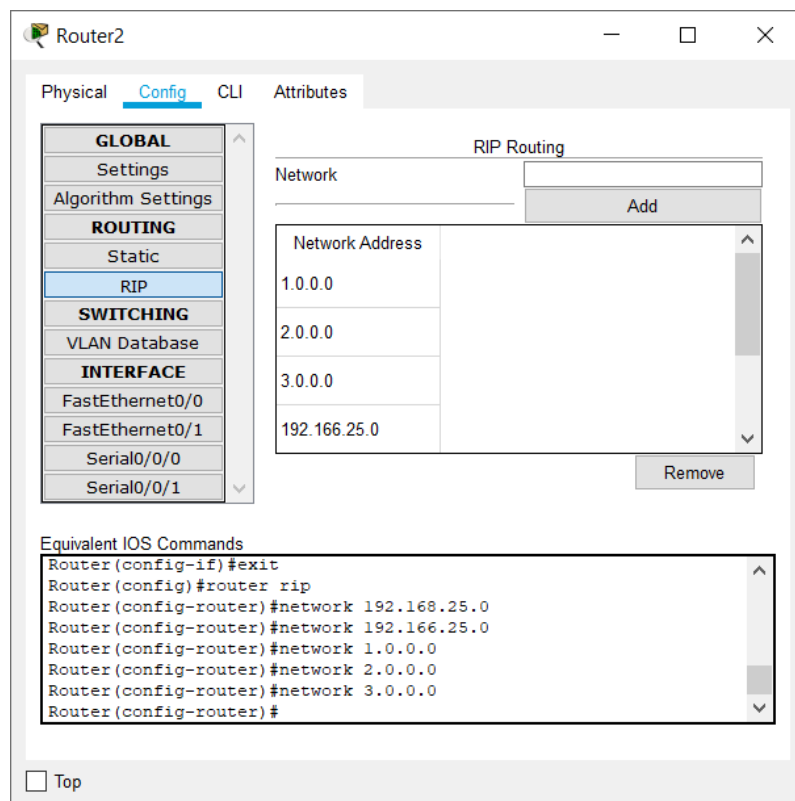 Router2
Physical Config CLI Attributes
GLOBAL
Settings
Algorithm Settings
ROUTING
Static
RIP
SWITCHING
VLAN Database
INTERFACE
FastEthernet0/0
FastEthernet0/1
Serial0/0/0
Serial0/0/1
RIP Routing
Network
Add
Network Address
1.0.0.0
2.0.0.0
3.0.0.0
192.166.25.0
Remove
Equivalent IOS Commands
Router(config-if)#exit
Router(config)#router rip
Router(config-router)#network 192.168.25.0
Router(config-router)#network 192.166.25.0
Router(config-router)#network 1.0.0.0
Router(config-router)#network 2.0.0.0
Router(config-router)#network 3.0.0.0
Router(config-router)#
Top